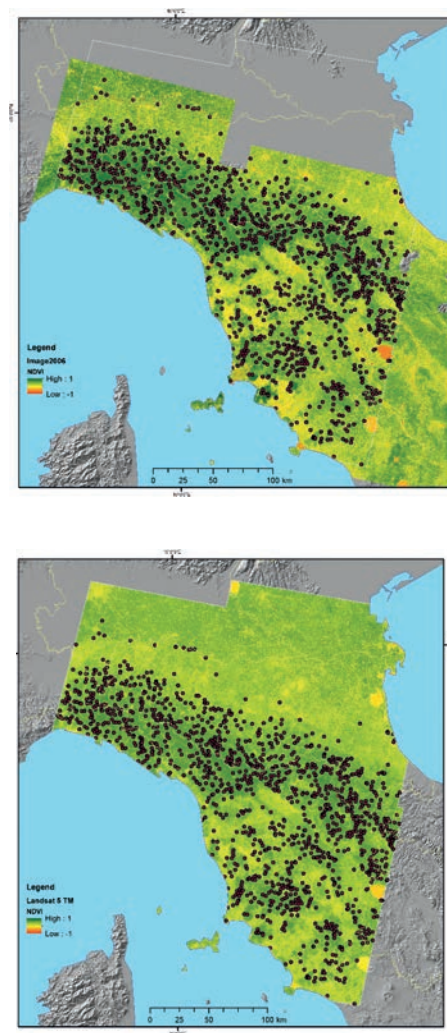 Legend
Image2006
NDVI
High : 1
Low : -1
0 25 50 100 km
Legend
Landsat 5 TM
NDVI
High : 1
Low : -1
0 25 50 100 km